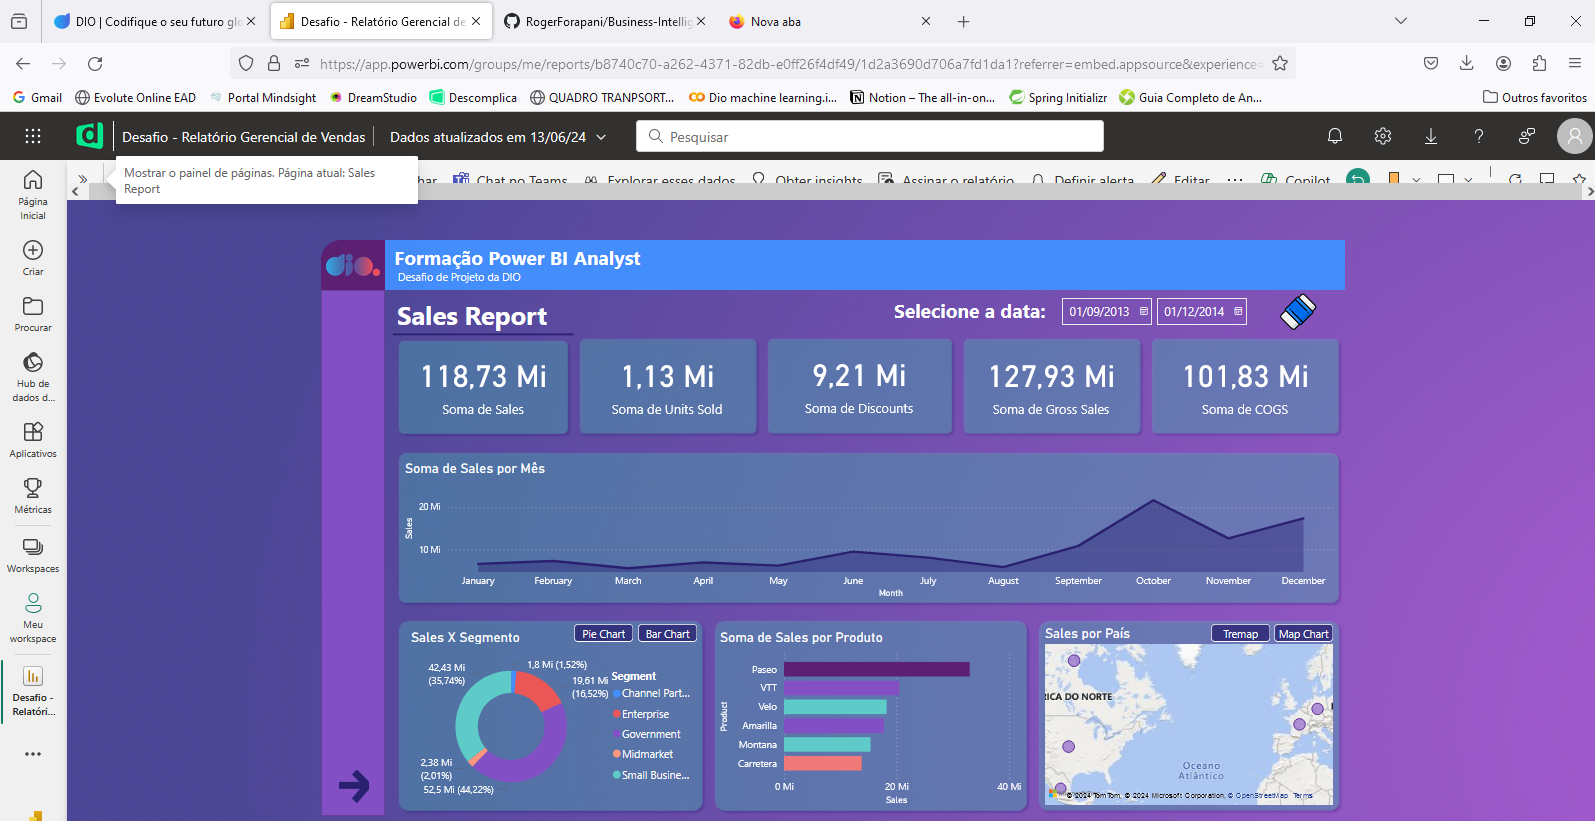 DIO | Codifique o seu futuro glo
Desafio - Relatório Gerencial de
RogerForapani/Business-Intellig
Nova aba
https://app.powerbi.com/groups/me/reports/b8740c70-a262-4371-82db-e0ff26f4df49/1d2a3690d706a7fd1da1?referrer=embed.appsource&experience=
Gmail
Evolute Online EAD
Portal Mindsight
DreamStudio
Descomplica
QUADRO TRANPSORT...
Dio machine learning.i...
Notion – The all-in-on...
Spring Initializr
Guia Completo de An...
Outros favoritos
Desafio - Relatório Gerencial de Vendas
Dados atualizados em 13/06/24
Pesquisar
Mostrar o painel de páginas. Página atual: Sales
Report
Chat no Teams
Explorar esses dados
Obter insights
Assinar o relatório
Definir alerta
Editar
Copilot
Página
Inicial
Criar
Procurar
Hub de
dados d...
Aplicativos
Métricas
Workspaces
Meu
workspace
Desafio -
Relatóri...
dio.
Formação Power BI Analyst
Desafio de Projeto da DIO
Sales Report
Selecione a data:
01/09/2013
01/12/2014
118,73 Mi
Soma de Sales
1,13 Mi
Soma de Units Sold
9,21 Mi
Soma de Discounts
127,93 Mi
Soma de Gross Sales
101,83 Mi
Soma de COGS
Soma de Sales por Mês
20 Mi
10 Mi
Sales
January
February
March
April
May
June
July
August
September
October
November
December
Month
Sales X Segmento
Pie Chart
Bar Chart
42,43 Mi
(35,74%)
1,8 Mi (1,52%)
19,61 Mi
(16,52%)
2,38 Mi
(2,01%)
52,5 Mi (44,22%)
Segment
Channel Part...
Enterprise
Government
Midmarket
Small Busine...
Soma de Sales por Produto
Product
Paseo
VTT
Velo
Amarilla
Montana
Carretera
0 Mi
20 Mi
40 Mi
Sales
Sales por País
Tremap
Map Chart
RICA DO NORTE
Oceano
Atlântico
© 2024 TomTom, © 2024 Microsoft Corporation, © OpenStreetMap Terms